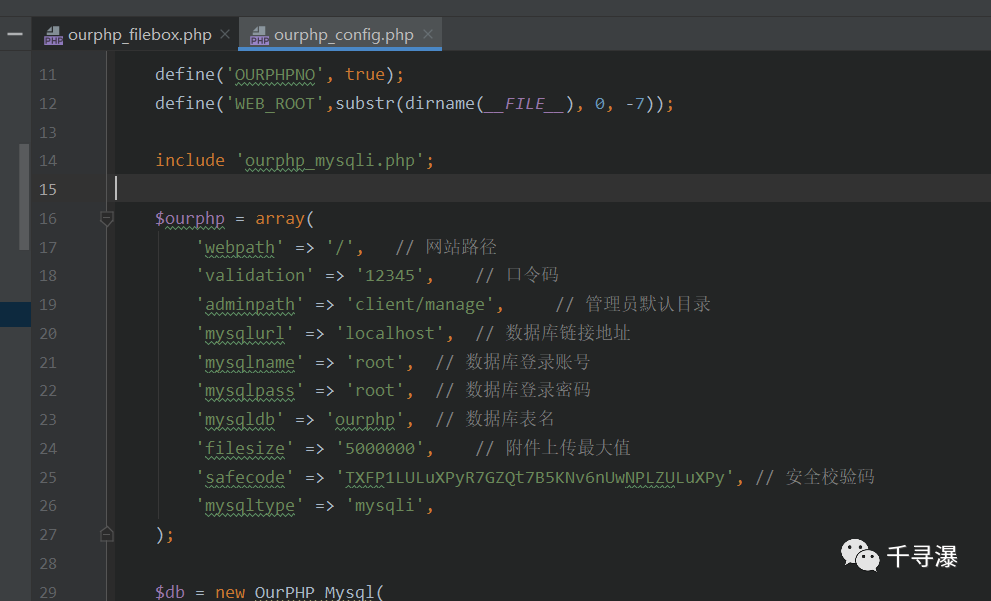 ourphp_filebox.php ourphp_config.php
11 define('OURPHPNO', true);
12 define('WEB_ROOT',substr(dirname(__FILE__), 0, -7));
13
14 include 'ourphp_mysqli.php';
15
16 $ourphp = array(
17 'webpath' => '/', // 网站路径
18 'validation' => '12345', // 口令码
19 'adminpath' => 'client/manage', // 管理员默认目录
20 'mysqlurl' => 'localhost', // 数据库链接地址
21 'mysqlname' => 'root', // 数据库登录账号
22 'mysqlpass' => 'root', // 数据库登录密码
23 'mysqldb' => 'ourphp', // 数据库表名
24 'filesize' => '5000000', // 附件上传最大值
25 'safecode' => 'TXFP1LULuXPyR7GZQt7B5KNv6nUwNPLZULuXPy', // 安全校验码
26 'mysqltype' => 'mysqli',
27 );
28
29 $db = new OurPHP_Mysql(
千寻瀑